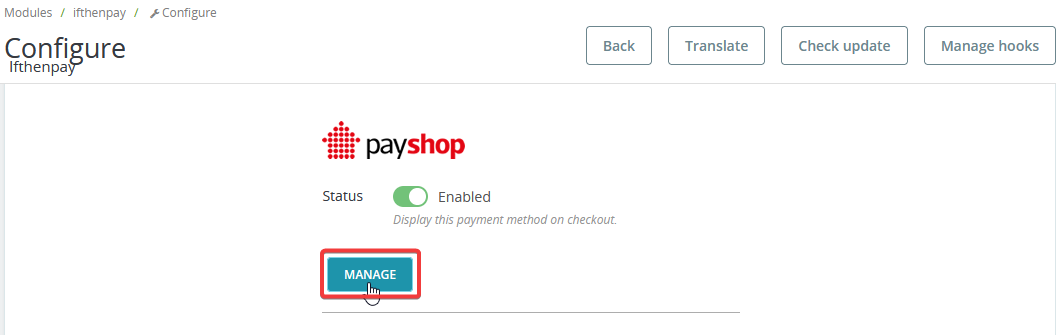 Modules / ifthenpay / Configure
Configure
Ifthenpay
Back
Translate
Check update
Manage hooks
payshop
Status
Enabled
Display this payment method on checkout.
MANAGE